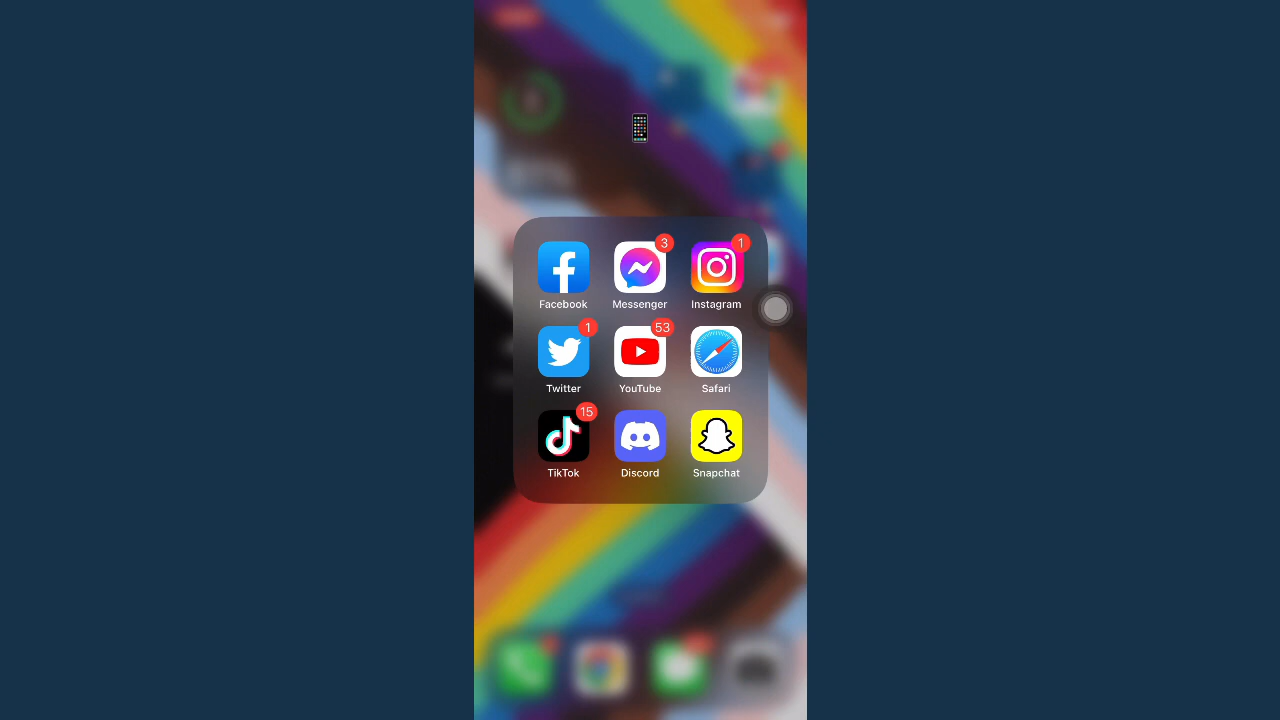 3
1
Facebook
Messenger
Instagram
1
53
Twitter
YouTube
Safari
15
TikTok
Discord
Snapchat